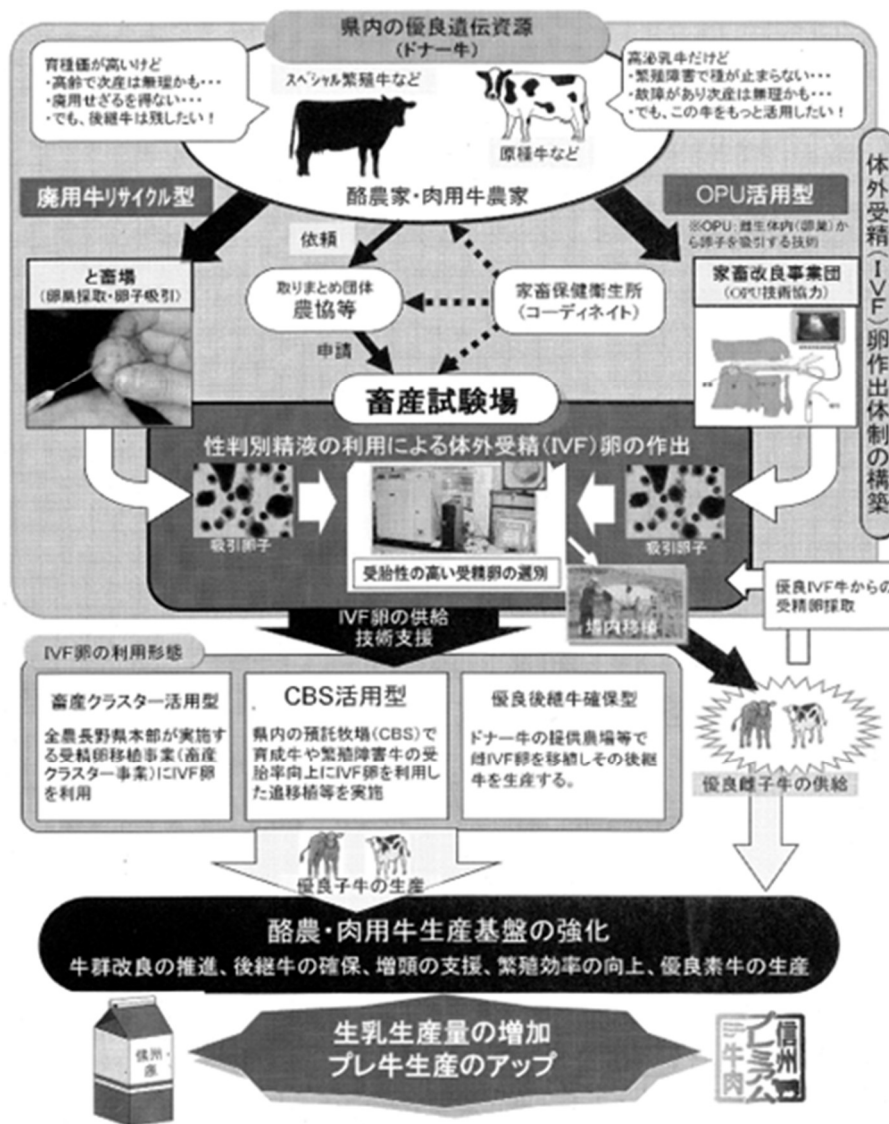 県内の優良遺伝資源
(ドナー牛)
育種価が高いけど
・高齢で次産は無理かも・・・
・廃用せざるを得ない・・・
・でも、後継牛は残したい！
スペシャル繁殖牛など
高泌乳牛だけど
・繁殖障害で種が止まらない・・・
・故障があり次産は無理かも・・・
・でも、この牛をもっと活用したい！
原種牛など
酪農家・肉用牛農家
廃用牛リサイクル型
OPU活用型
※OPU：雌生体内(卵巣)か
ら卵子を吸引する技術
体外受精(IVF)卵作出体制の構築
依頼
と畜場
(卵巣採取・卵子吸引)
取りまとめ団体
農協等
家畜保健衛生所
(コーディネイト)
家畜改良事業団
(OPU技術協力)
申請
畜産試験場
性判別精液の利用による体外受精(IVF)卵の作出
吸引卵子
吸引卵子
受胎性の高い受精卵の選別
場内移植
優良IVF牛からの
受精卵採取
IVF卵の供給
技術支援
IVF卵の利用形態
畜産クラスター活用型
全農長野県本部が実施す
る受精卵移植事業(畜産
クラスター事業)にIVF卵
を利用
CBS活用型
県内の預託牧場(CBS)で
育成牛や繁殖障害牛の受
胎率向上にIVF卵を利用し
た追移植等を実施
優良後継牛確保型
ドナー牛の提供農場等で
雌IVF卵を移植しその後継
牛を生産する。
優良雌子牛の供給
優良子牛の生産
酪農・肉用牛生産基盤の強化
牛群改良の推進、後継牛の確保、増頭の支援、繁殖効率の向上、優良素牛の生産
生乳生産量の増加
プレ牛生産のアップ
信州・
産
信州
プレミアム
牛肉